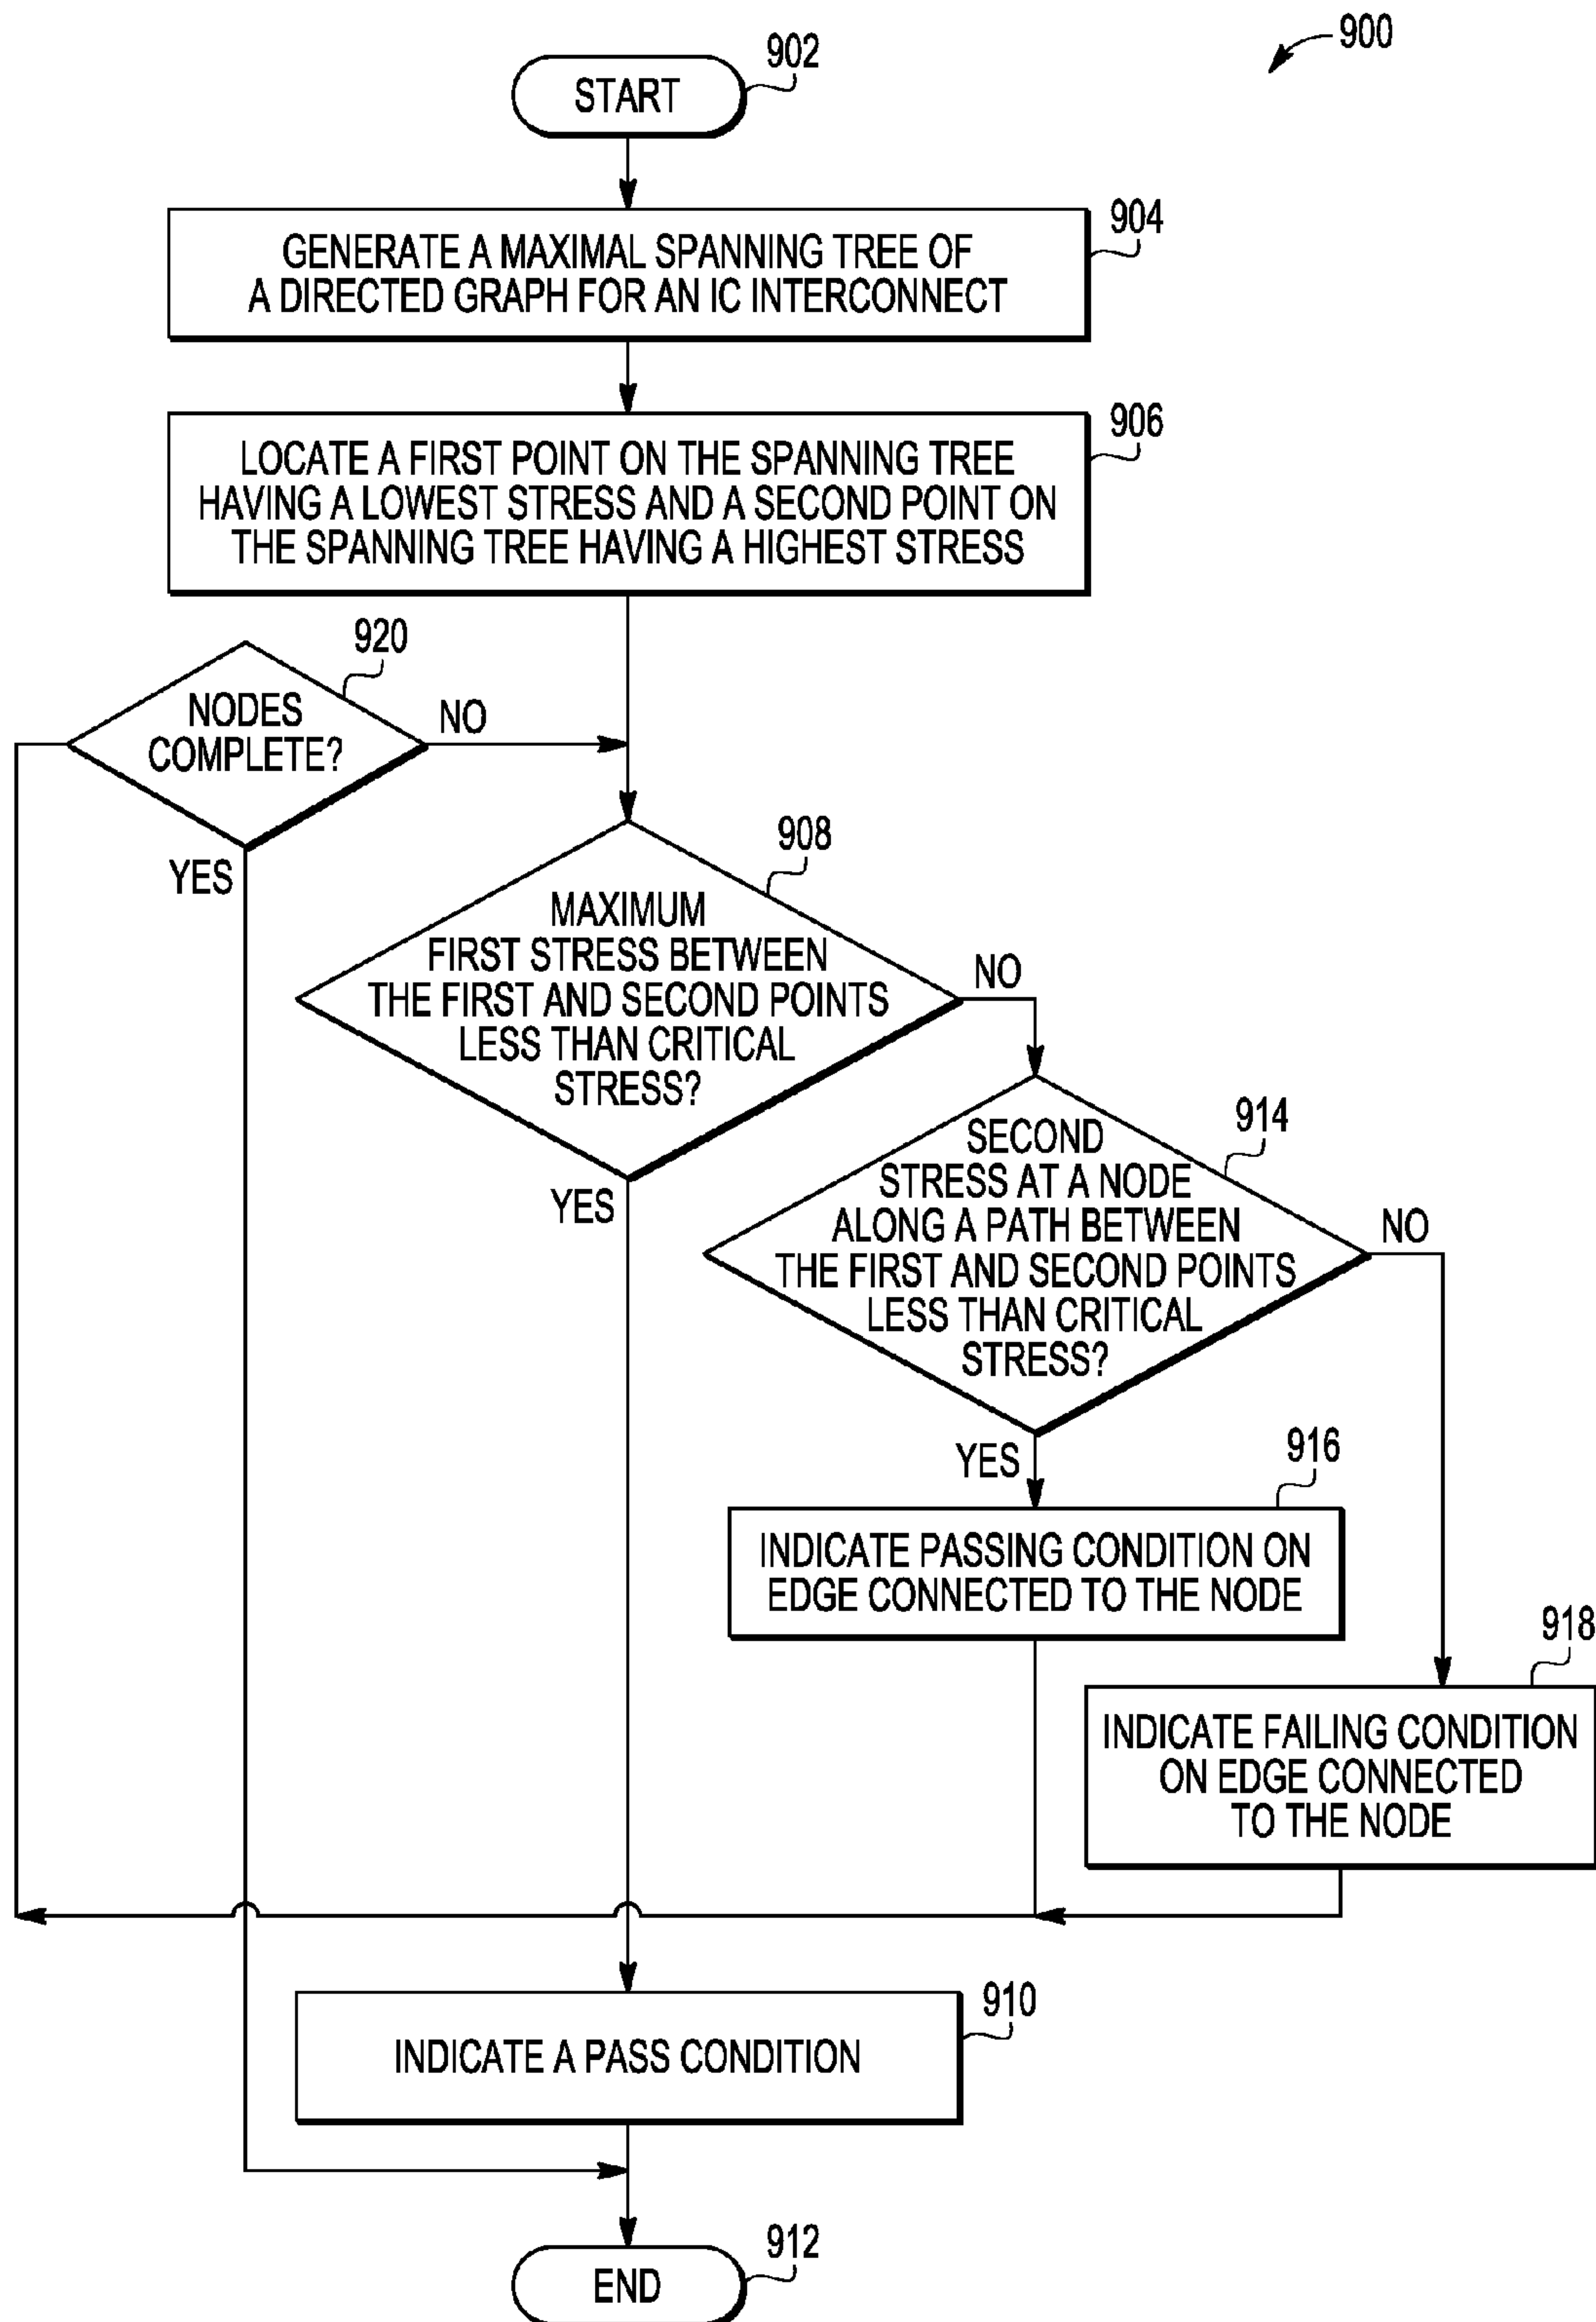 900
902
START
904
GENERATE A MAXIMAL SPANNING TREE OF
A DIRECTED GRAPH FOR AN IC INTERCONNECT
906
LOCATE A FIRST POINT ON THE SPANNING TREE
HAVING A LOWEST STRESS AND A SECOND POINT ON
THE SPANNING TREE HAVING A HIGHEST STRESS
920
NODES
COMPLETE?
NO
YES
908
MAXIMUM
FIRST STRESS BETWEEN
THE FIRST AND SECOND POINTS
LESS THAN CRITICAL
STRESS?
NO
YES
914
SECOND
STRESS AT A NODE
ALONG A PATH BETWEEN
THE FIRST AND SECOND POINTS
LESS THAN CRITICAL
STRESS?
NO
YES
916
INDICATE PASSING CONDITION ON
EDGE CONNECTED TO THE NODE
918
INDICATE FAILING CONDITION
ON EDGE CONNECTED
TO THE NODE
910
INDICATE A PASS CONDITION
912
END